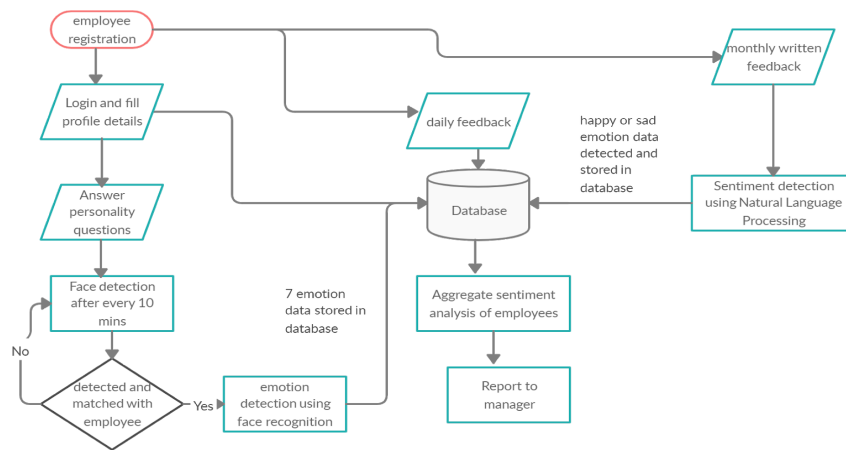 employee
registration
monthly written
feedback
Login and fill
profile details
daily feedback
happy or sad
emotion data
detected and
stored in
database
Answer
personality
questions
Database
Sentiment detection
using Natural Language
Processing
Face detection
after every 10
mins
7 emotion
data stored in
database
Aggregate sentiment
analysis of employees
No
detected and
matched with
employee
Yes
emotion
detection using
face recognition
Report to
manager